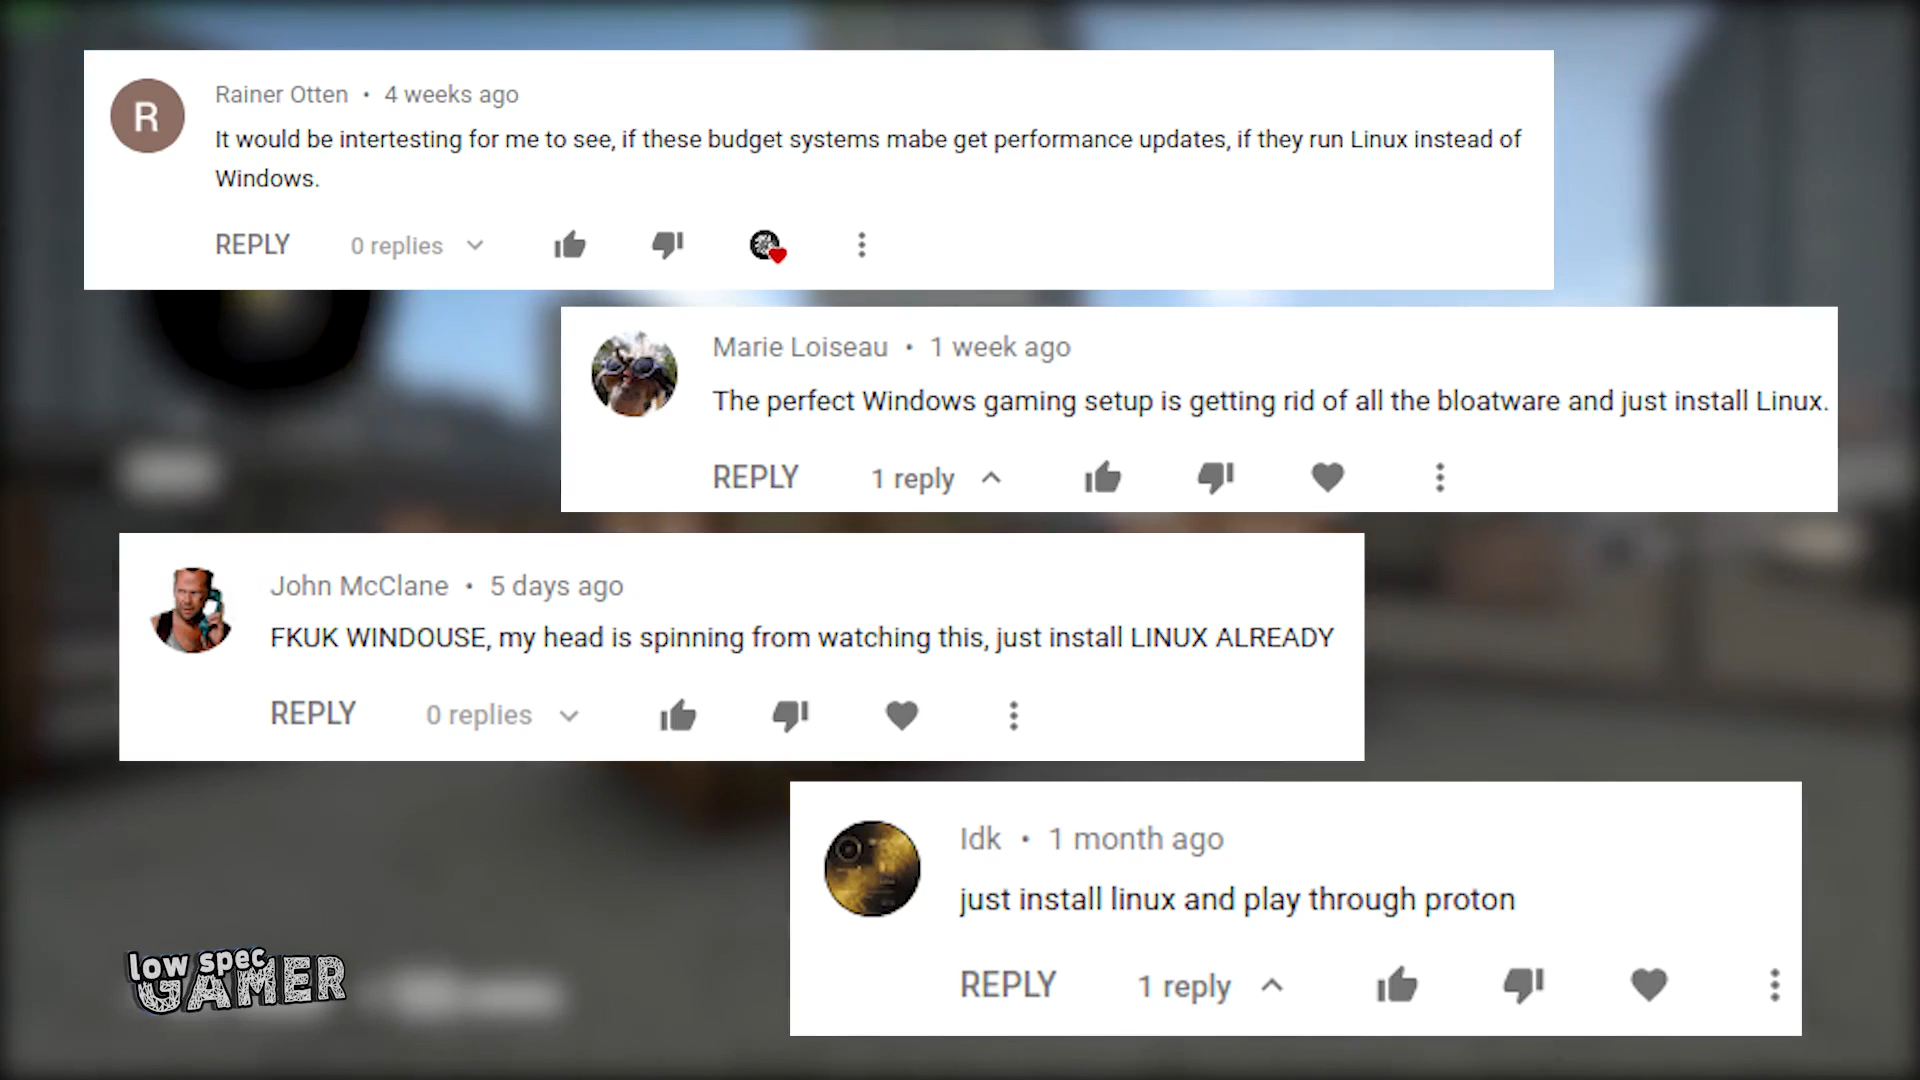 R
Rainer Otten • 4 weeks ago
It would be intertesting for me to see, if these budget systems mabe get performance updates, if they run Linux instead of
Windows.
REPLY 0 replies
Marie Loiseau • 1 week ago
The perfect Windows gaming setup is getting rid of all the bloatware and just install Linux.
REPLY 1 reply
John McClane • 5 days ago
FKUK WINDOUSE, my head is spinning from watching this, just install LINUX ALREADY
REPLY 0 replies
Idk • 1 month ago
just install linux and play through proton
REPLY 1 reply
low spec
GAMER